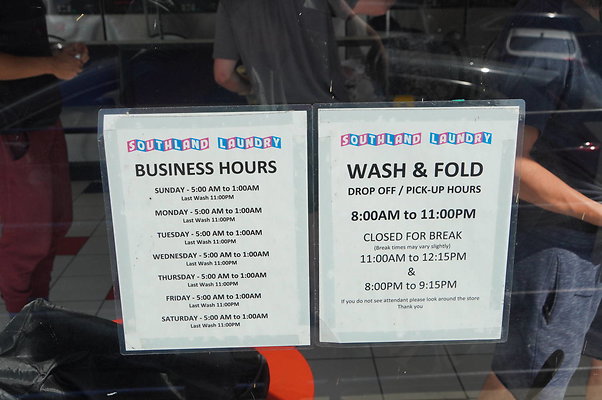 SOUTHLAND LAUNDRY
BUSINESS HOURS
SUNDAY - 5:00 AM to 1:00AM
Last Wash 11:00PM
MONDAY - 5:00 AM to 1:00AM
Last Wash 11:00PM
TUESDAY - 5:00 AM to 1:00AM
Last Wash 11:00PM
WEDNESDAY - 5:00 AM to 1:00AM
Last Wash 11:00PM
THURSDAY - 5:00 AM to 1:00AM
Last Wash 11:00PM
FRIDAY - 5:00 AM to 1:00AM
Last Wash 11:00PM
SATURDAY - 5:00 AM to 1:00AM
Last Wash 11:00PM
SOUTHLAND LAUNDRY
WASH & FOLD
DROP OFF / PICK-UP HOURS
8:00AM to 11:00PM
CLOSED FOR BREAK
(Break times may vary slightly)
11:00AM to 12:15PM
&
8:00PM to 9:15PM
If you do not see attendant please look around the store
Thank you